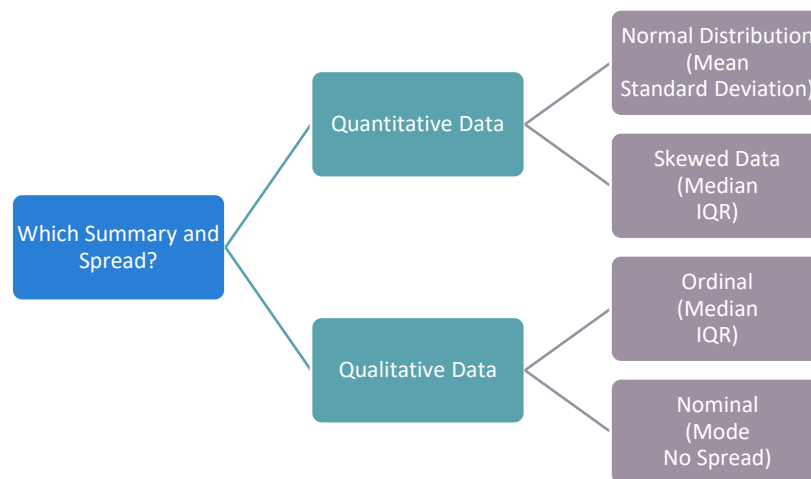 Normal Distribution
(Mean
Standard Deviation)
Quantitative Data
Skewed Data
(Median
IQR)
Which Summary and
Spread?
Ordinal
(Median
IQR)
Qualitative Data
Nominal
(Mode
No Spread)